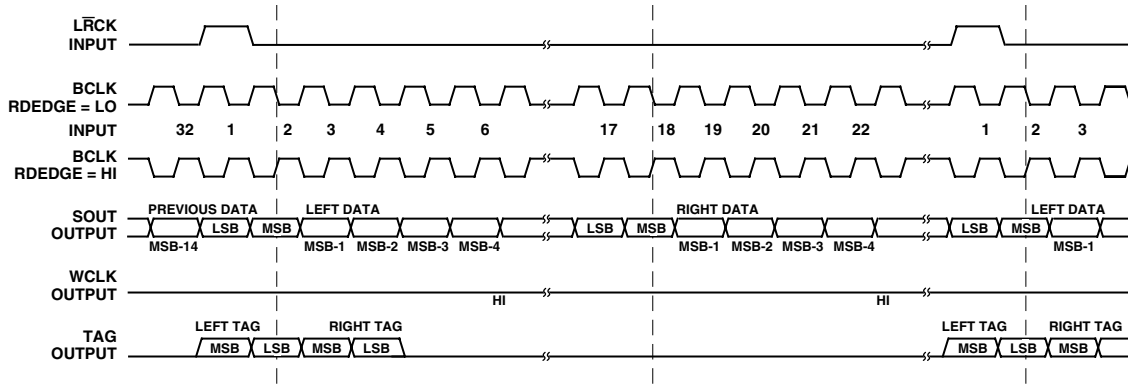 LR̅CK
INPUT
BCLK
RDEDGE = LO
INPUT 32 1 2 3 4 5 6 17 18 19 20 21 22 1 2 3
BCLK
RDEDGE = HI
SOUT
OUTPUT
PREVIOUS DATA LEFT DATA RIGHT DATA LEFT DATA
LSB MSB LSB MSB LSB MSB
MSB-14 MSB-1 MSB-2 MSB-3 MSB-4 MSB-1 MSB-2 MSB-3 MSB-4 MSB-1
WCLK
OUTPUT
HI HI
TAG
OUTPUT
LEFT TAG RIGHT TAG LEFT TAG RIGHT TAG
MSB LSB MSB LSB MSB LSB MSB